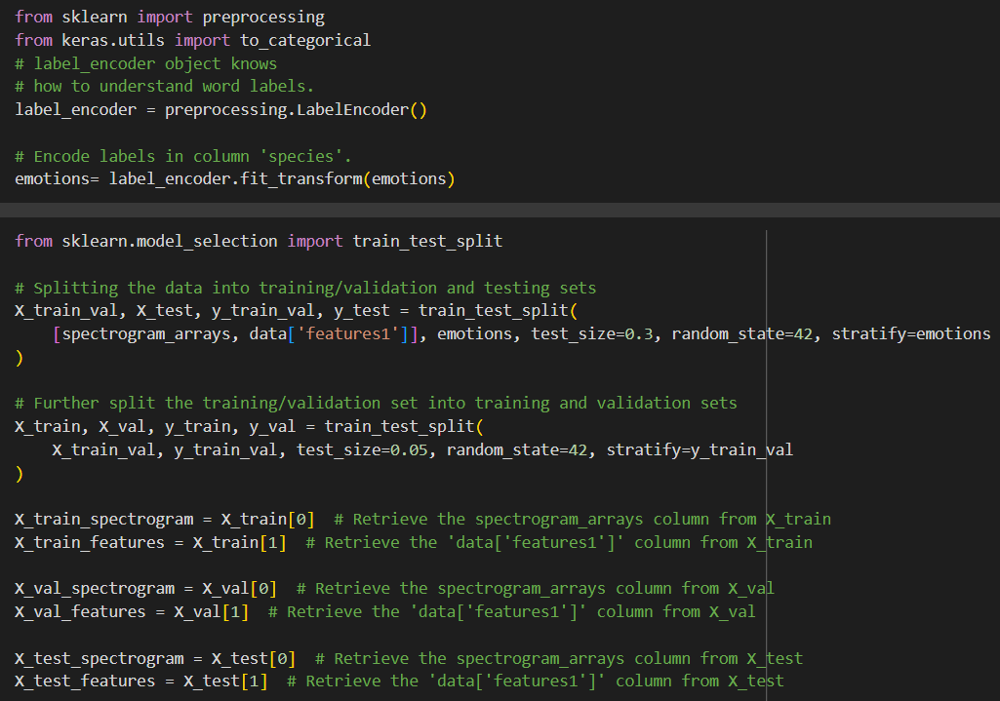 from sklearn import preprocessing
from keras.utils import to_categorical
# label_encoder object knows
# how to understand word labels.
label_encoder = preprocessing.LabelEncoder()
# Encode labels in column 'species'.
emotions= label_encoder.fit_transform(emotions)
from sklearn.model_selection import train_test_split
# Splitting the data into training/validation and testing sets
X_train_val, X_test, y_train_val, y_test = train_test_split(
    [spectrogram_arrays, data['features1']], emotions, test_size=0.3, random_state=42, stratify=emotions
)
# Further split the training/validation set into training and validation sets
X_train, X_val, y_train, y_val = train_test_split(
    X_train_val, y_train_val, test_size=0.05, random_state=42, stratify=y_train_val
)
X_train_spectrogram = X_train[0]  # Retrieve the spectrogram_arrays column from X_train
X_train_features = X_train[1]  # Retrieve the 'data['features1']' column from X_train
X_val_spectrogram = X_val[0]  # Retrieve the spectrogram_arrays column from X_val
X_val_features = X_val[1]  # Retrieve the 'data['features1']' column from X_val
X_test_spectrogram = X_test[0]  # Retrieve the spectrogram_arrays column from X_test
X_test_features = X_test[1]  # Retrieve the 'data['features1']' column from X_test